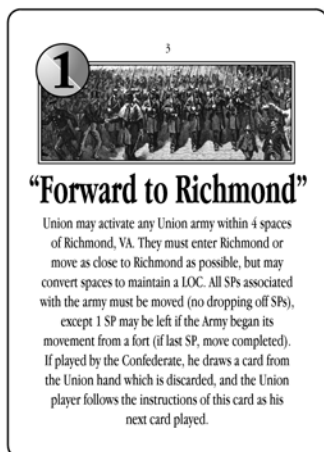 3
1
“Forward to Richmond”
Union may activate any Union army within 4 spaces
of Richmond, VA. They must enter Richmond or
move as close to Richmond as possible, but may
convert spaces to maintain a LOC. All SPs associated
with the army must be moved (no dropping off SPs),
except 1 SP may be left if the Army began its
movement from a fort (if last SP, move completed).
If played by the Confederate, he draws a card from
the Union hand which is discarded, and the Union
player follows the instructions of this card as his
next card played.